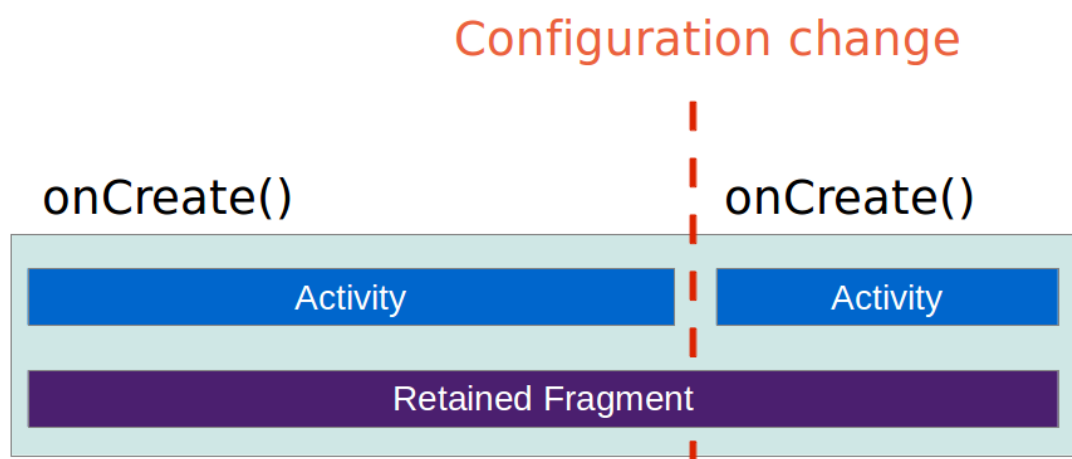 Configuration change
onCreate() onCreate()
Activity Activity
Retained Fragment